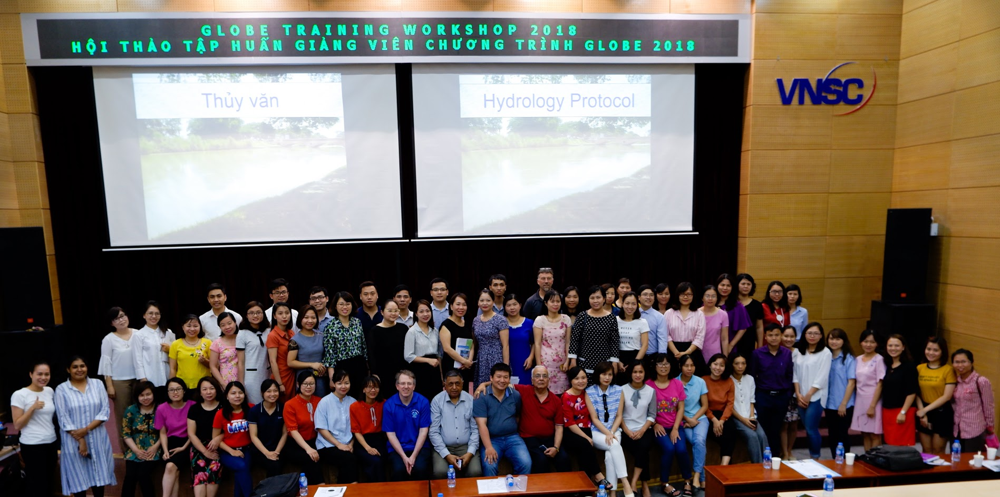 GLOBE TRAINING WORKSHOP 2018
HỘI THẢO TẬP HUẤN GIẢNG VIÊN CHƯƠNG TRÌNH GLOBE 2018
Thủy văn
Hydrology Protocol
VNSC